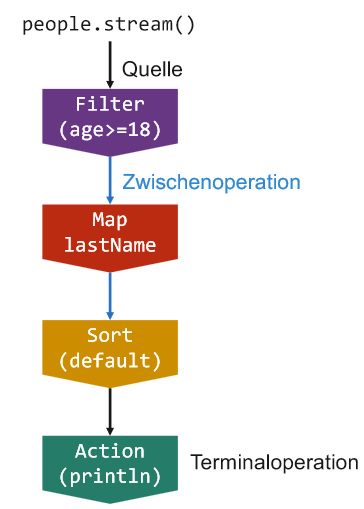 people.stream()
Quelle
Filter
(age>=18)
Zwischenoperation
Map
lastName
Sort
(default)
Action
(println)
Terminaloperation